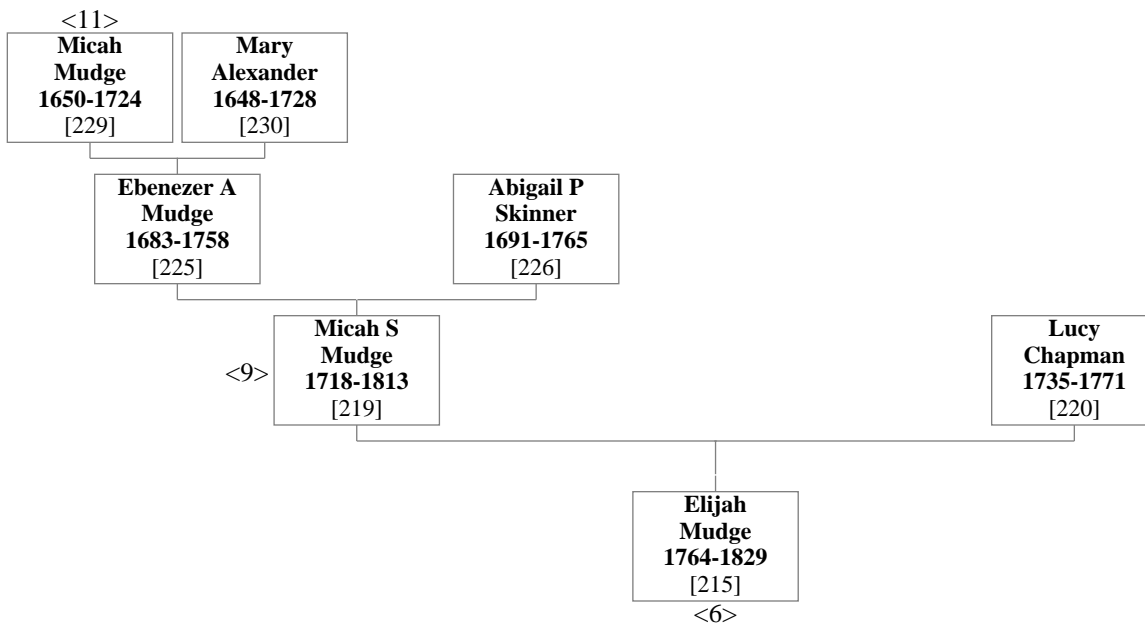 <11>
Micah
Mudge
1650-1724
[229]
Mary
Alexander
1648-1728
[230]
Ebenezer A
Mudge
1683-1758
[225]
Abigail P
Skinner
1691-1765
[226]
<9>
Micah S
Mudge
1718-1813
[219]
Lucy
Chapman
1735-1771
[220]
Elijah
Mudge
1764-1829
[215]
<6>